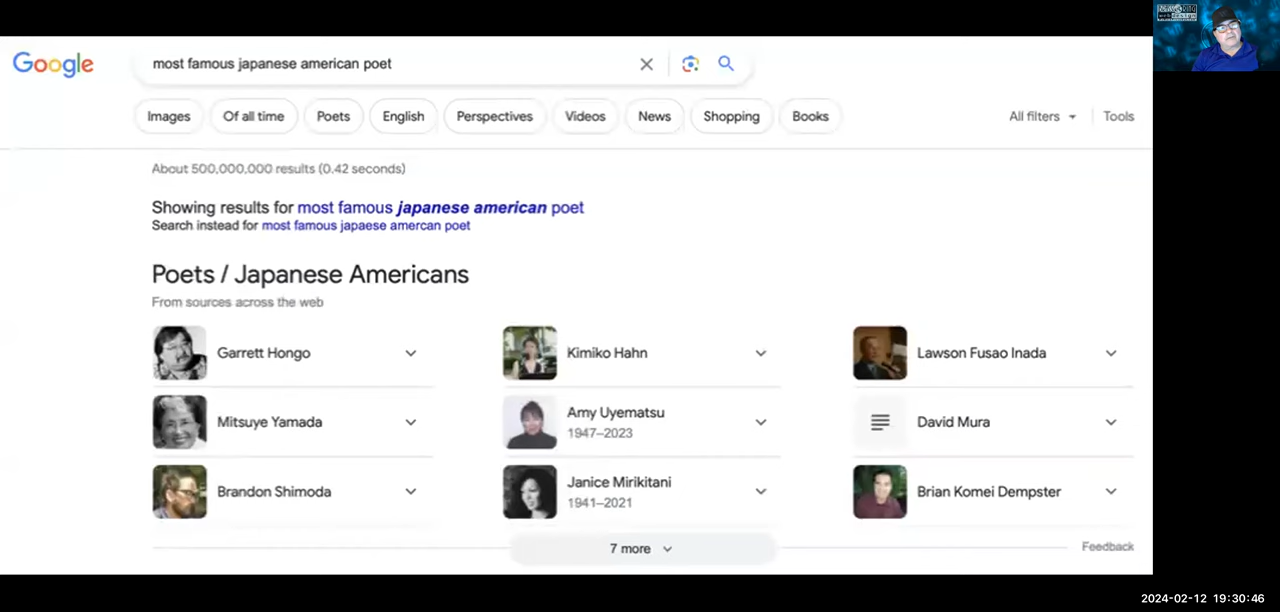 Google
most famous japanese american poet
Images Of all time Poets English Perspectives Videos News Shopping Books All filters Tools
About 500,000,000 results (0.42 seconds)
Showing results for most famous japanese american poet
Search instead for most famous japaese amercan poet
Poets / Japanese Americans
From sources across the web
Garrett Hongo
Kimiko Hahn
Lawson Fusao Inada
Mitsuye Yamada
Amy Uyematsu
1947–2023
David Mura
Brandon Shimoda
Janice Mirikitani
1941–2021
Brian Komei Dempster
7 more
Feedback
2024-02-12 19:30:46